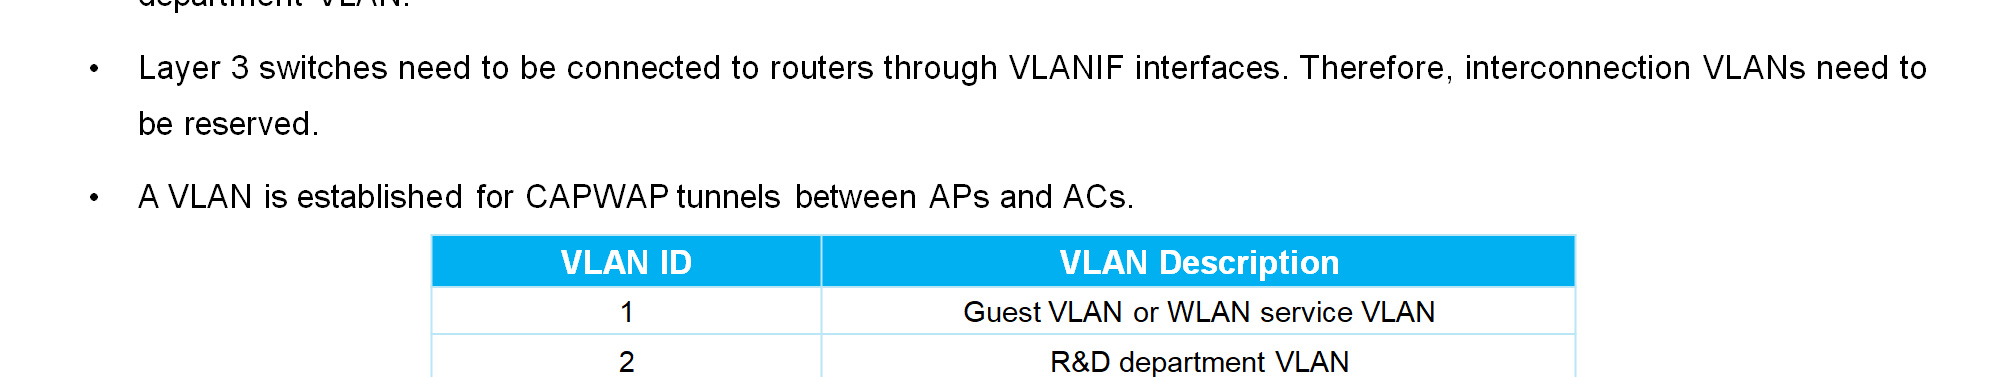 department VLAN.
• Layer 3 switches need to be connected to routers through VLANIF interfaces. Therefore, interconnection VLANs need to
be reserved.
• A VLAN is established for CAPWAP tunnels between APs and ACs.
VLAN ID VLAN Description
1 Guest VLAN or WLAN service VLAN
2 R&D department VLAN